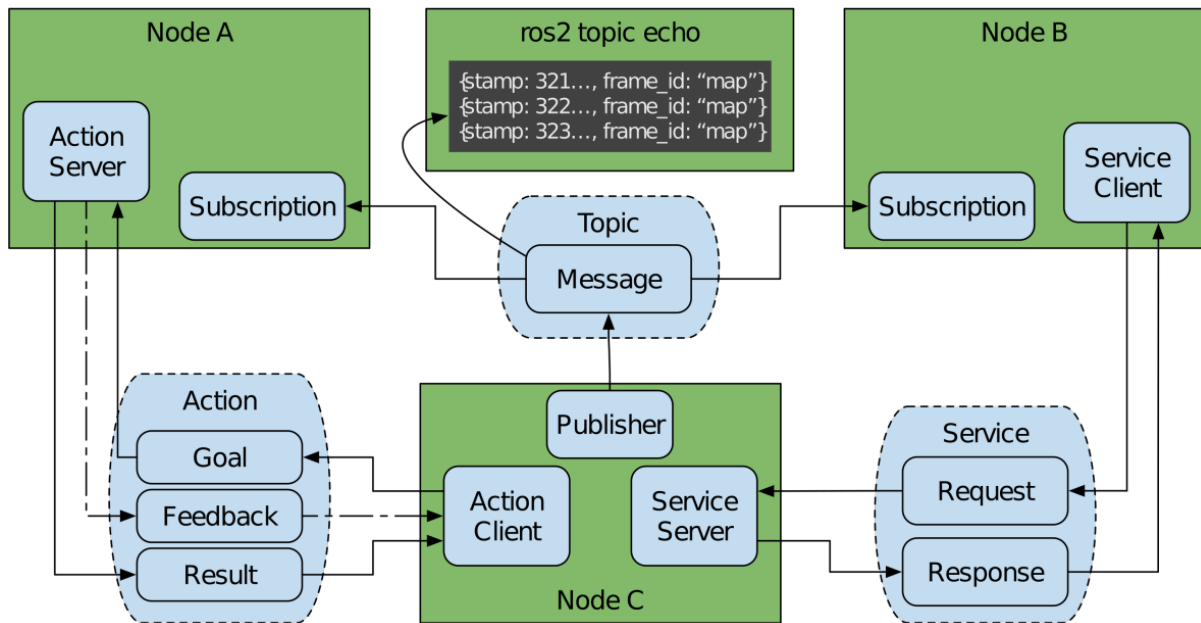 Node A
ros2 topic echo
Node B
{stamp: 321..., frame_id: “map”}
{stamp: 322..., frame_id: “map”}
{stamp: 323..., frame_id: “map”}
Action
Server
Subscription
Service
Client
Subscription
Topic
Message
Action
Goal
Feedback
Result
Publisher
Action
Client
Service
Server
Node C
Service
Request
Response